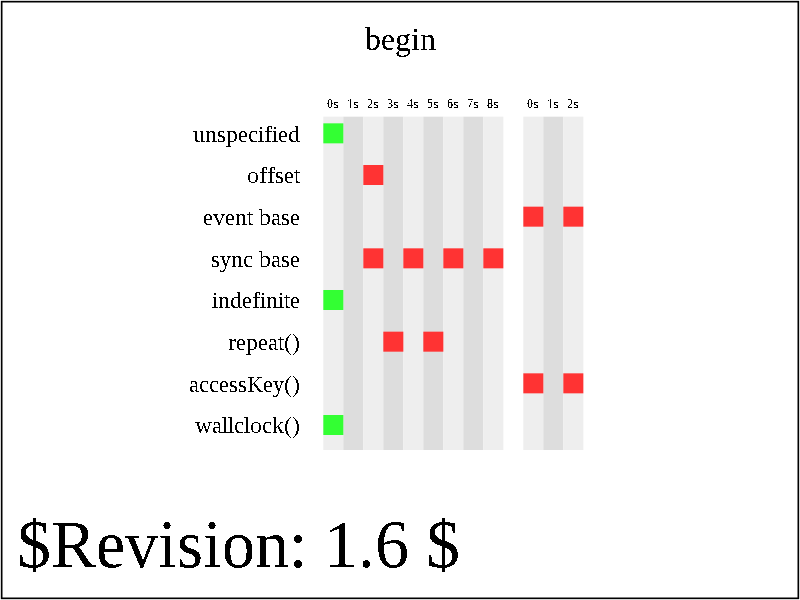 begin
0s 1s 2s 3s 4s 5s 6s 7s 8s 0s 1s 2s
unspecified
offset
event base
sync base
indefinite
repeat()
accessKey()
wallclock()
$Revision: 1.6 $